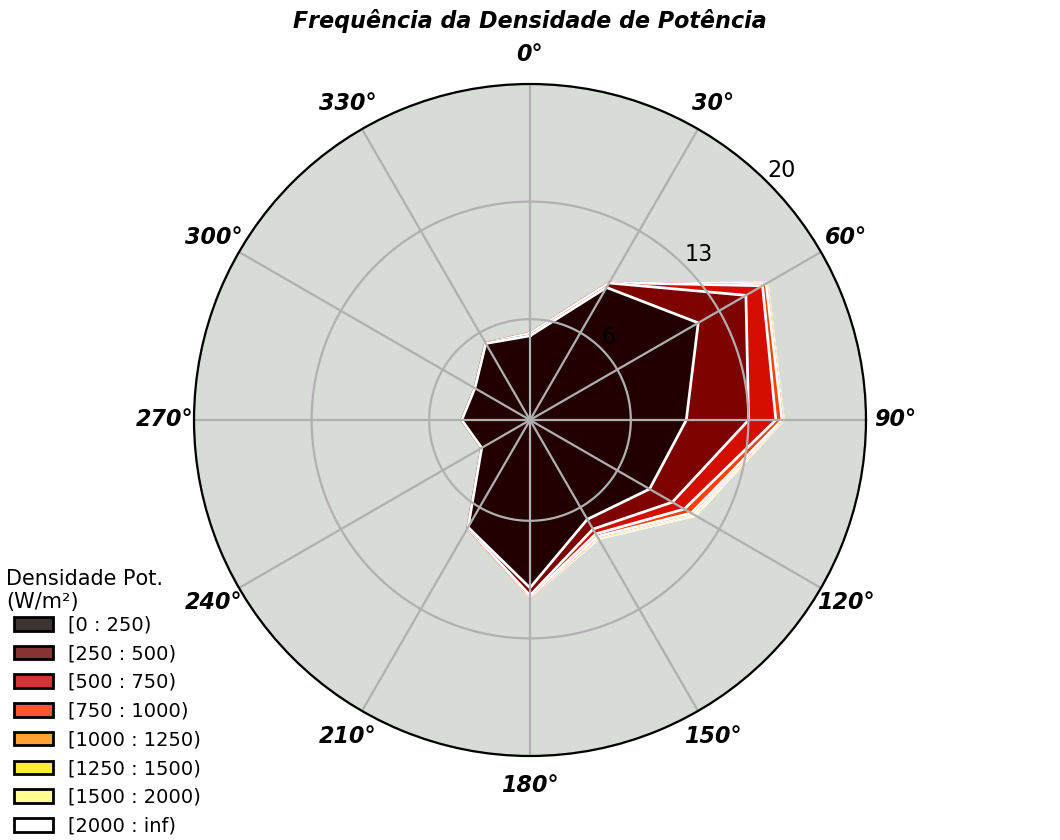 Frequência da Densidade de Potência
0°
330°
30°
20
300°
60°
13
6
270°
90°
240°
120°
210°
150°
180°
Densidade Pot.
(W/m²)
[0 : 250)
[250 : 500)
[500 : 750)
[750 : 1000)
[1000 : 1250)
[1250 : 1500)
[1500 : 2000)
[2000 : inf)